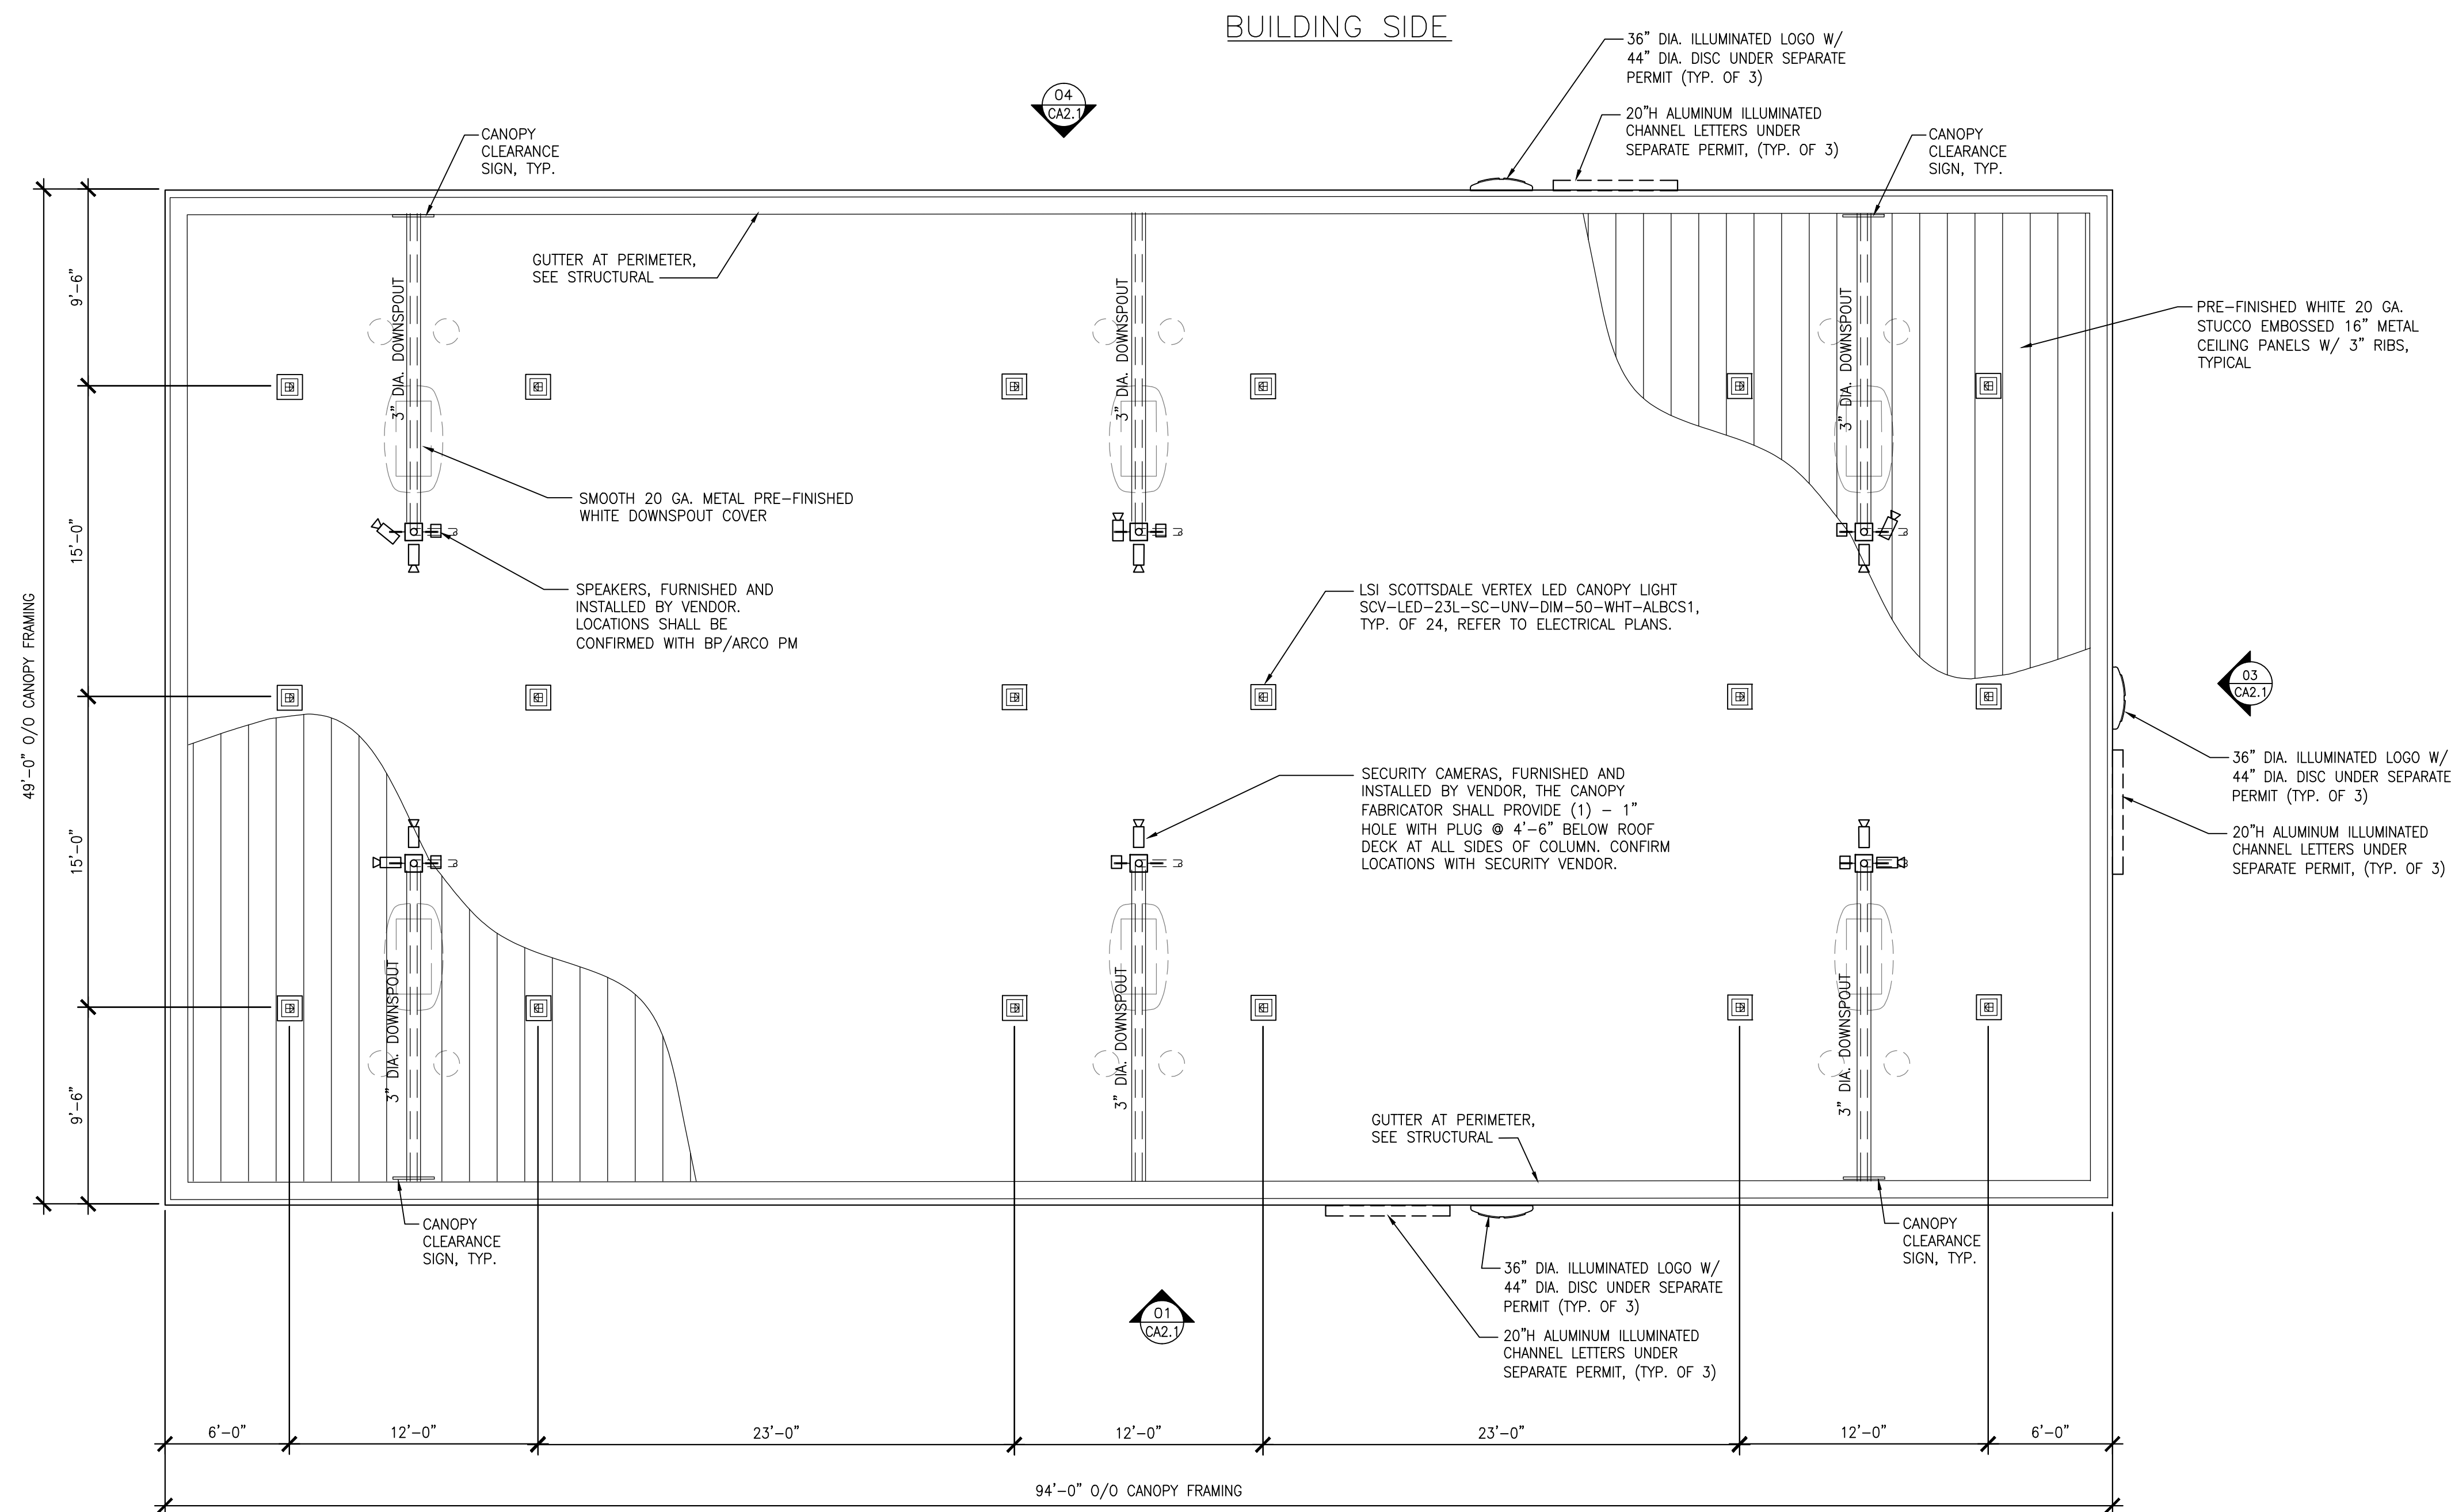 BUILDING SIDE
36" DIA. ILLUMINATED LOGO W/
44" DIA. DISC UNDER SEPARATE
PERMIT (TYP. OF 3)
20"H ALUMINUM ILLUMINATED
CHANNEL LETTERS UNDER
SEPARATE PERMIT, (TYP. OF 3)
04
CA2.1
CANOPY
CLEARANCE
SIGN, TYP.
CANOPY
CLEARANCE
SIGN, TYP.
GUTTER AT PERIMETER,
SEE STRUCTURAL
3" DIA. DOWNSPOUT
3" DIA. DOWNSPOUT
3" DIA. DOWNSPOUT
PRE-FINISHED WHITE 20 GA.
STUCCO EMBOSSED 16" METAL
CEILING PANELS W/ 3" RIBS,
TYPICAL
9'-6"
15'-0"
15'-0"
9'-6"
49'-0" O/O CANOPY FRAMING
SMOOTH 20 GA. METAL PRE-FINISHED
WHITE DOWNSPOUT COVER
SPEAKERS, FURNISHED AND
INSTALLED BY VENDOR.
LOCATIONS SHALL BE
CONFIRMED WITH BP/ARCO PM
LSI SCOTTSDALE VERTEX LED CANOPY LIGHT
SCV-LED-23L-SC-UNV-DIM-50-WHT-ALBCS1,
TYP. OF 24, REFER TO ELECTRICAL PLANS.
03
CA2.1
SECURITY CAMERAS, FURNISHED AND
INSTALLED BY VENDOR, THE CANOPY
FABRICATOR SHALL PROVIDE (1) - 1"
HOLE WITH PLUG @ 4'-6" BELOW ROOF
DECK AT ALL SIDES OF COLUMN. CONFIRM
LOCATIONS WITH SECURITY VENDOR.
36" DIA. ILLUMINATED LOGO W/
44" DIA. DISC UNDER SEPARATE
PERMIT (TYP. OF 3)
20"H ALUMINUM ILLUMINATED
CHANNEL LETTERS UNDER
SEPARATE PERMIT, (TYP. OF 3)
3" DIA. DOWNSPOUT
3" DIA. DOWNSPOUT
3" DIA. DOWNSPOUT
GUTTER AT PERIMETER,
SEE STRUCTURAL
CANOPY
CLEARANCE
SIGN, TYP.
CANOPY
CLEARANCE
SIGN, TYP.
01
CA2.1
36" DIA. ILLUMINATED LOGO W/
44" DIA. DISC UNDER SEPARATE
PERMIT (TYP. OF 3)
20"H ALUMINUM ILLUMINATED
CHANNEL LETTERS UNDER
SEPARATE PERMIT, (TYP. OF 3)
6'-0"
12'-0"
23'-0"
12'-0"
23'-0"
12'-0"
6'-0"
94'-0" O/O CANOPY FRAMING